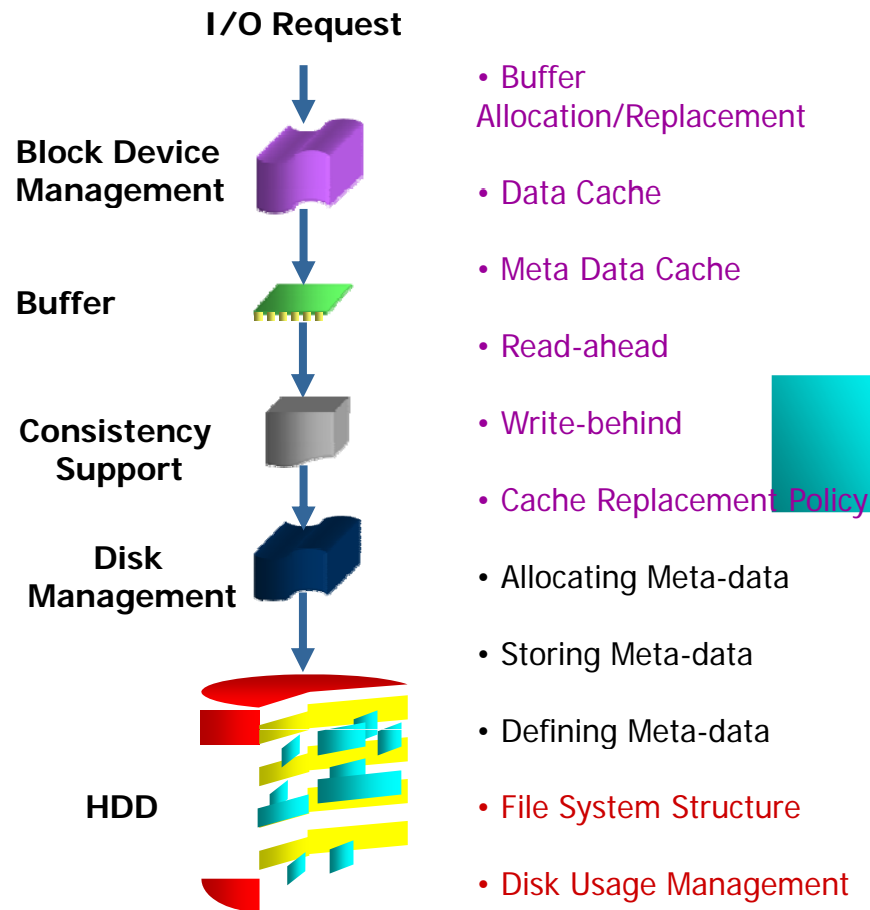 I/O Request
Block Device
Management
Buffer
Consistency
Support
Disk
Management
HDD
• Buffer
Allocation/Replacement
• Data Cache
• Meta Data Cache
• Read-ahead
• Write-behind
• Cache Replacement Policy
• Allocating Meta-data
• Storing Meta-data
• Defining Meta-data
• File System Structure
• Disk Usage Management